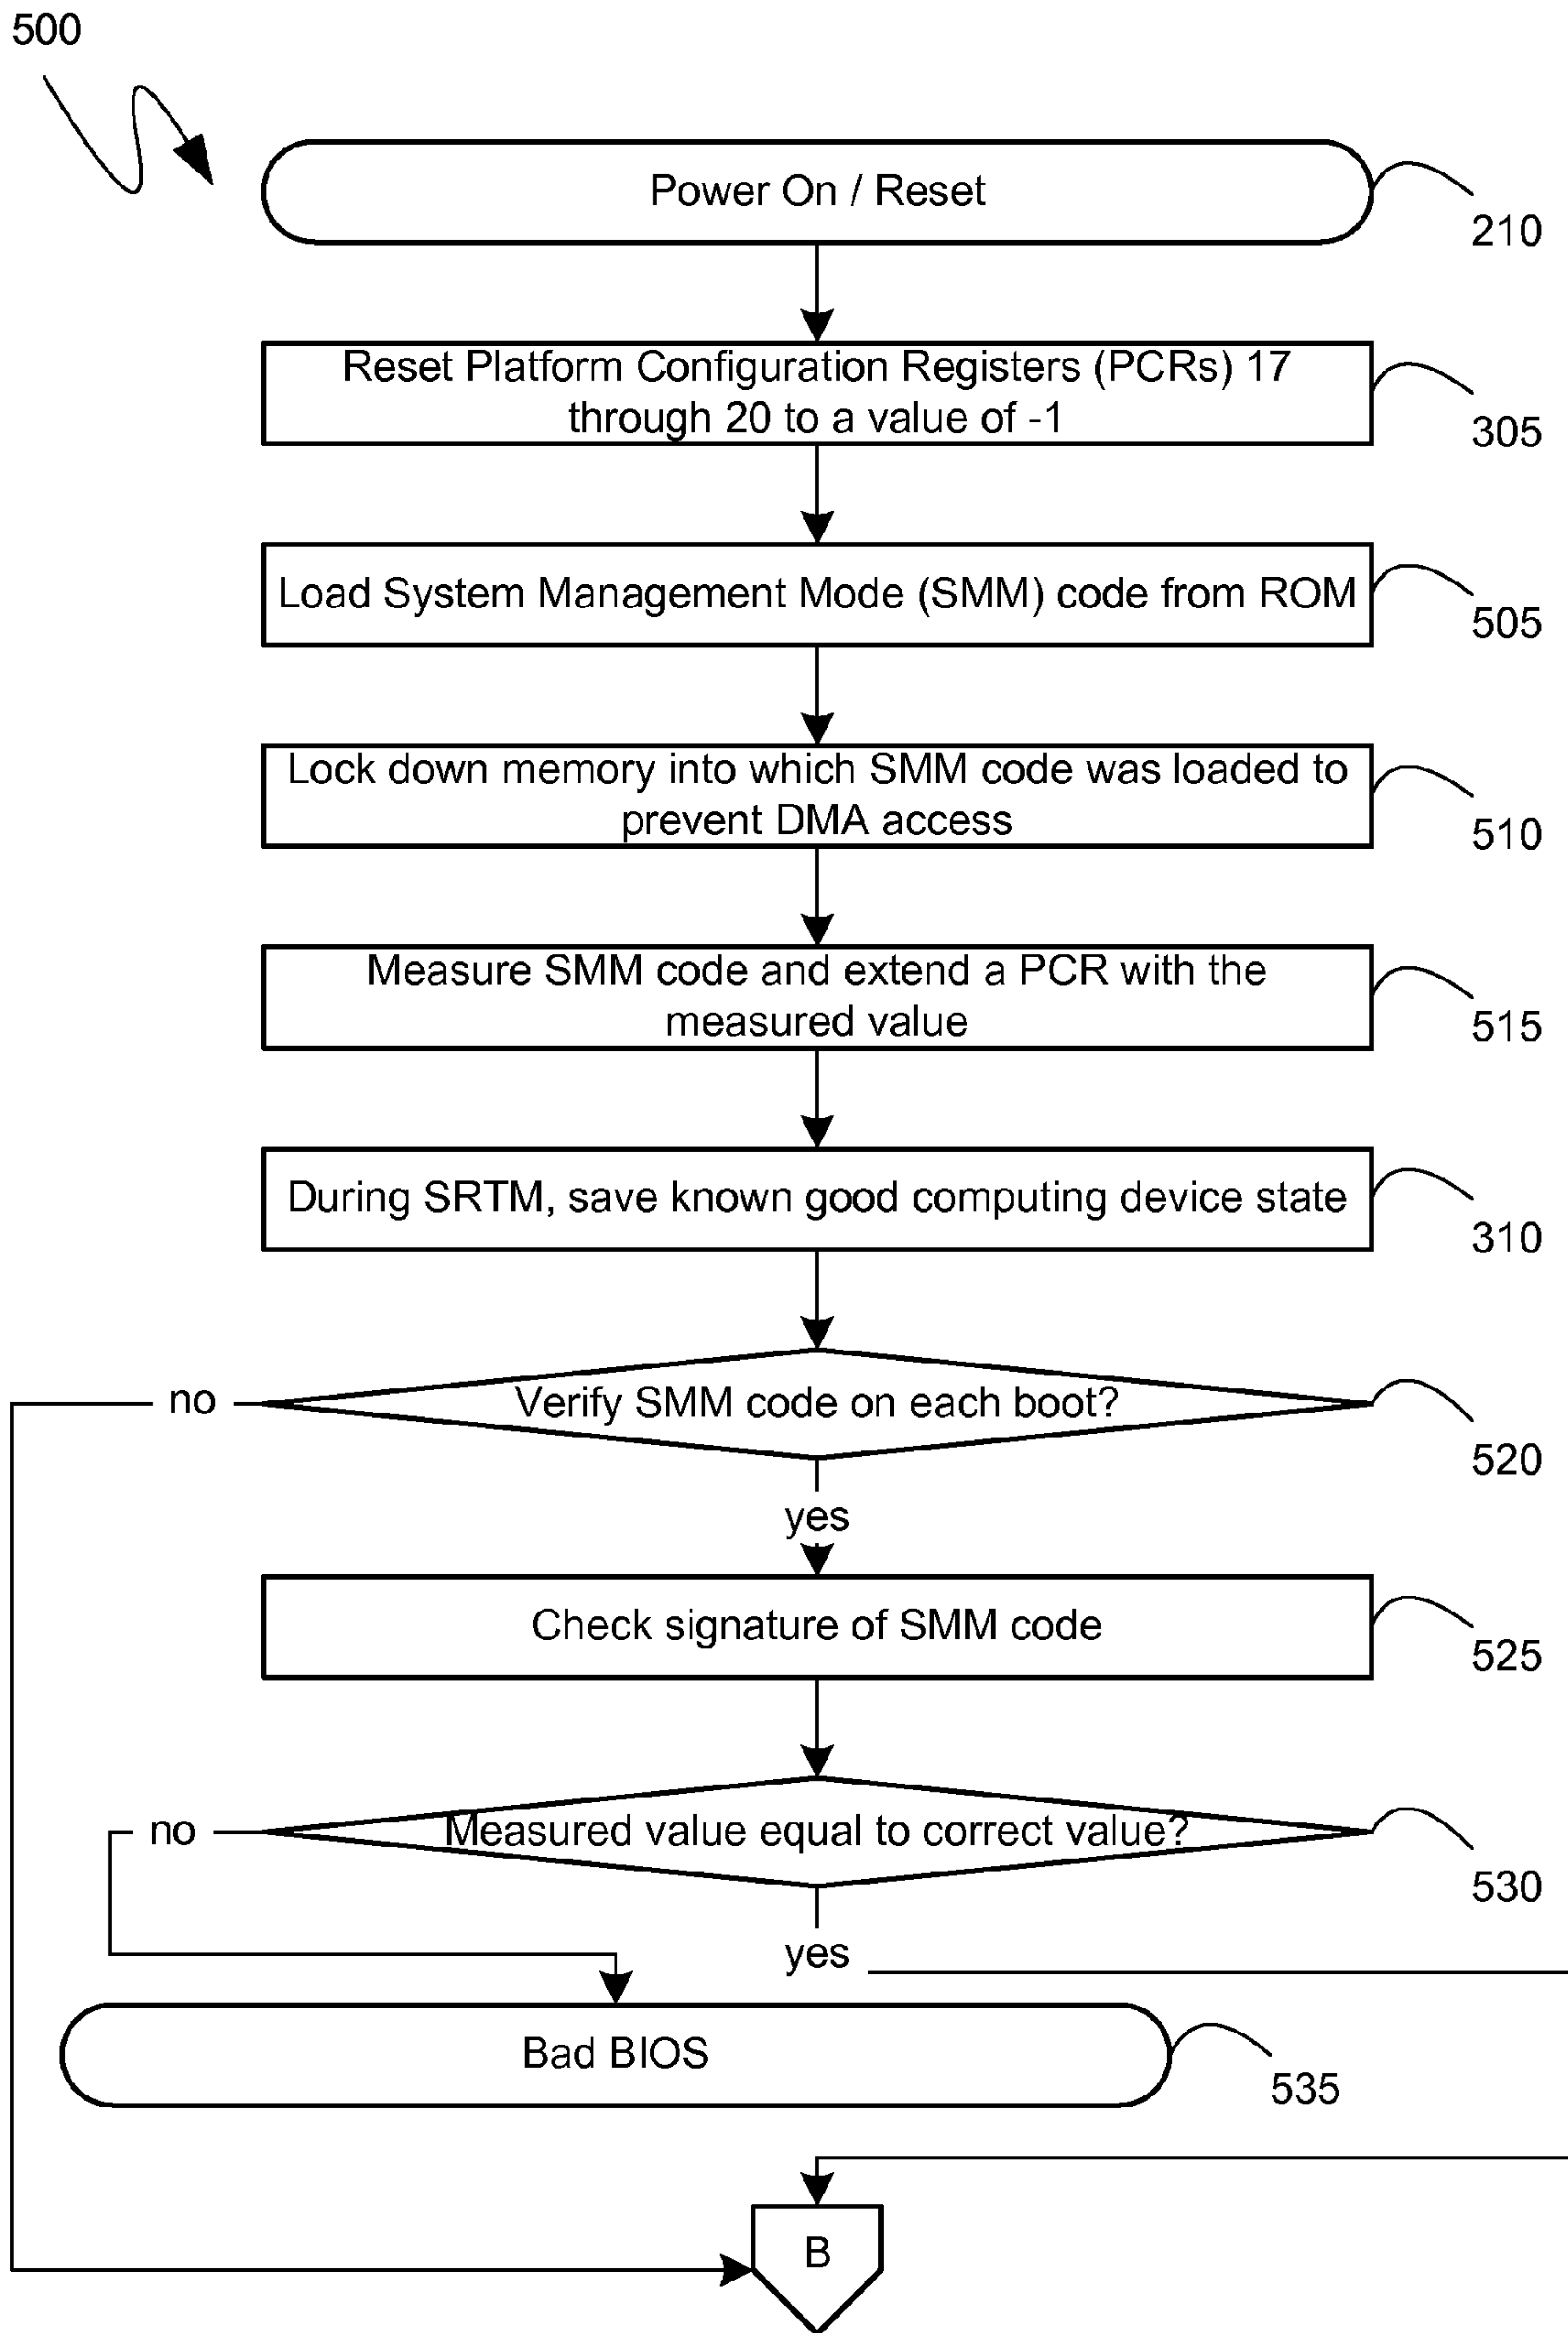 500
Power On / Reset
210
Reset Platform Configuration Registers (PCRs) 17
through 20 to a value of -1
305
Load System Management Mode (SMM) code from ROM
505
Lock down memory into which SMM code was loaded to
prevent DMA access
510
Measure SMM code and extend a PCR with the
measured value
515
During SRTM, save known good computing device state
310
no
Verify SMM code on each boot?
520
yes
Check signature of SMM code
525
no
Measured value equal to correct value?
530
yes
Bad BIOS
535
B